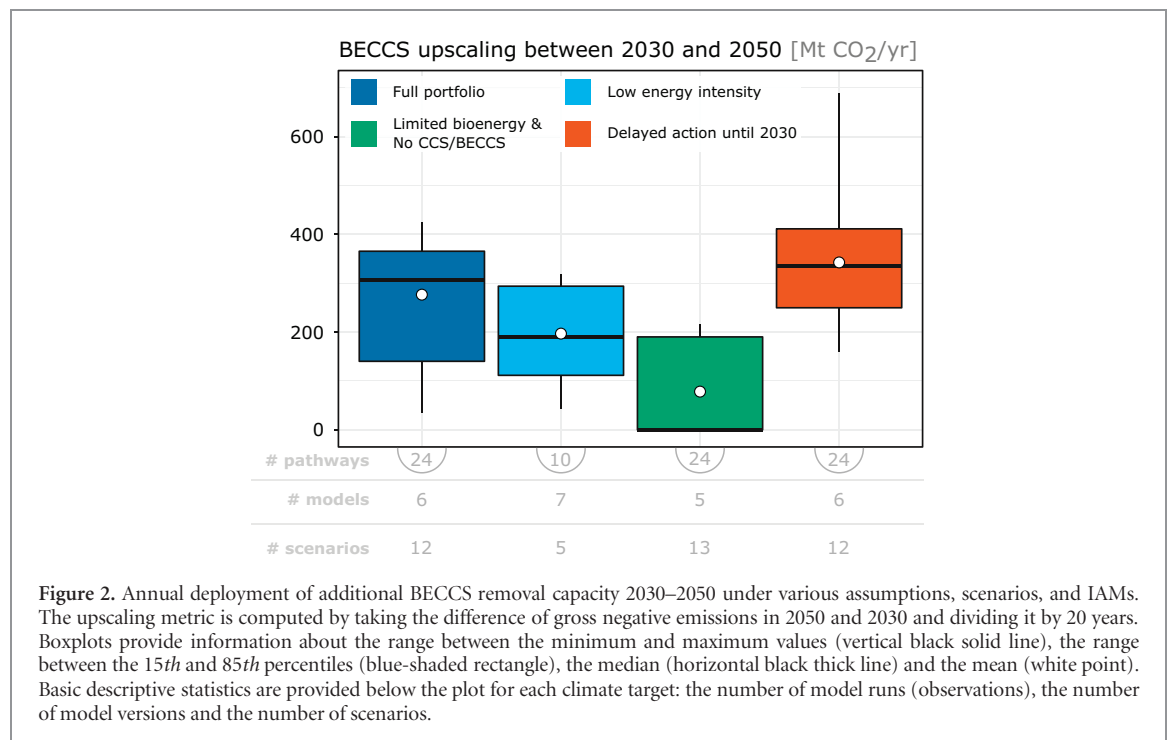 BECCS upscaling between 2030 and 2050 [Mt CO2/yr]
Full portfolio
Low energy intensity
Limited bioenergy &
No CCS/BECCS
Delayed action until 2030
600
400
200
0
# pathways 24 10 24 24
# models 6 7 5 6
# scenarios 12 5 13 12
Figure 2. Annual deployment of additional BECCS removal capacity 2030–2050 under various assumptions, scenarios, and IAMs.
The upscaling metric is computed by taking the difference of gross negative emissions in 2050 and 2030 and dividing it by 20 years.
Boxplots provide information about the range between the minimum and maximum values (vertical black solid line), the range
between the 15th and 85th percentiles (blue-shaded rectangle), the median (horizontal black thick line) and the mean (white point).
Basic descriptive statistics are provided below the plot for each climate target: the number of model runs (observations), the number
of model versions and the number of scenarios.